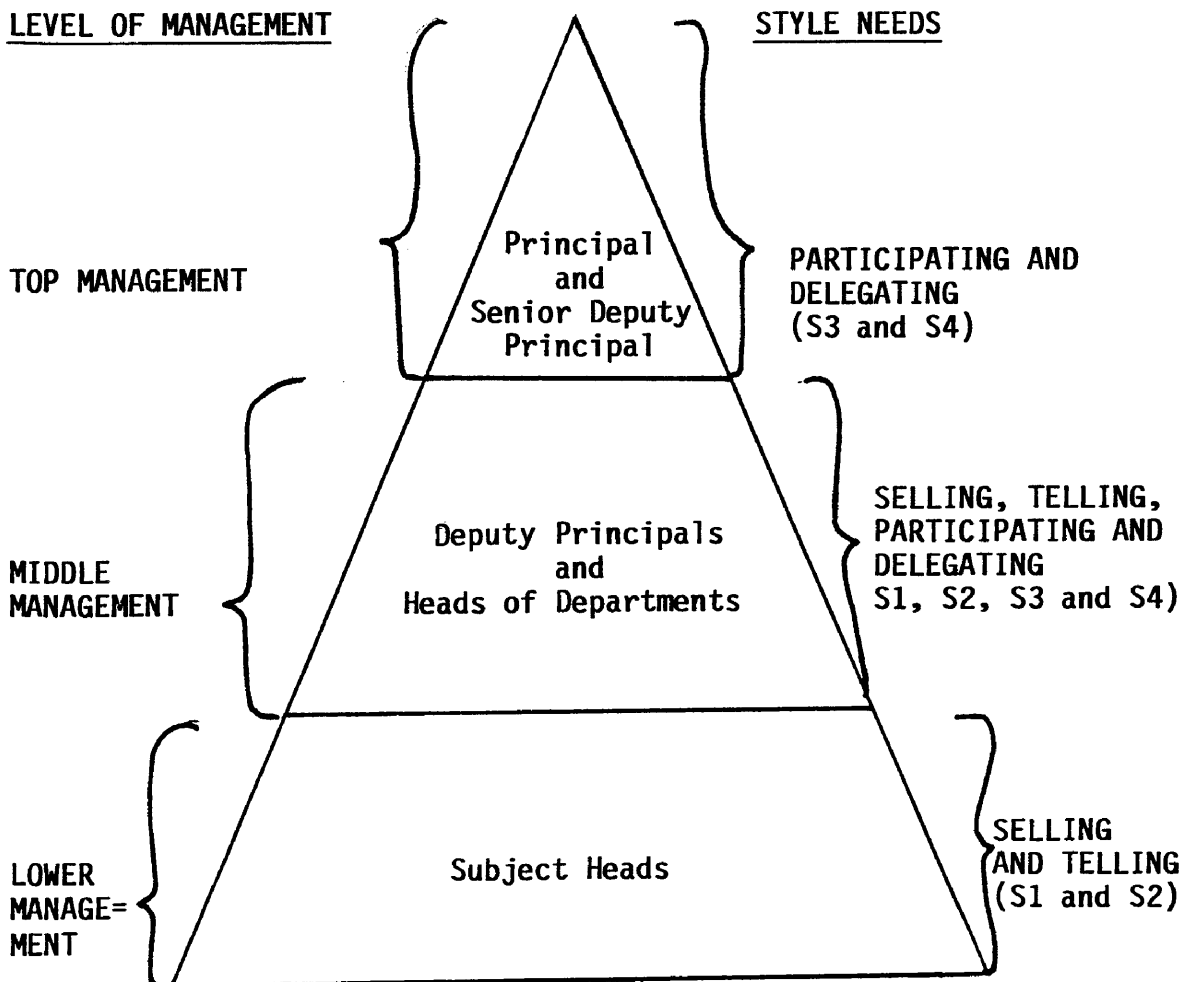 LEVEL OF MANAGEMENT
STYLE NEEDS
TOP MANAGEMENT
Principal
and
Senior Deputy
Principal
PARTICIPATING AND
DELEGATING
(S3 and S4)
MIDDLE
MANAGEMENT
Deputy Principals
and
Heads of Departments
SELLING, TELLING,
PARTICIPATING AND
DELEGATING
S1, S2, S3 and S4)
LOWER
MANAGE=
MENT
Subject Heads
SELLING
AND TELLING
(S1 and S2)